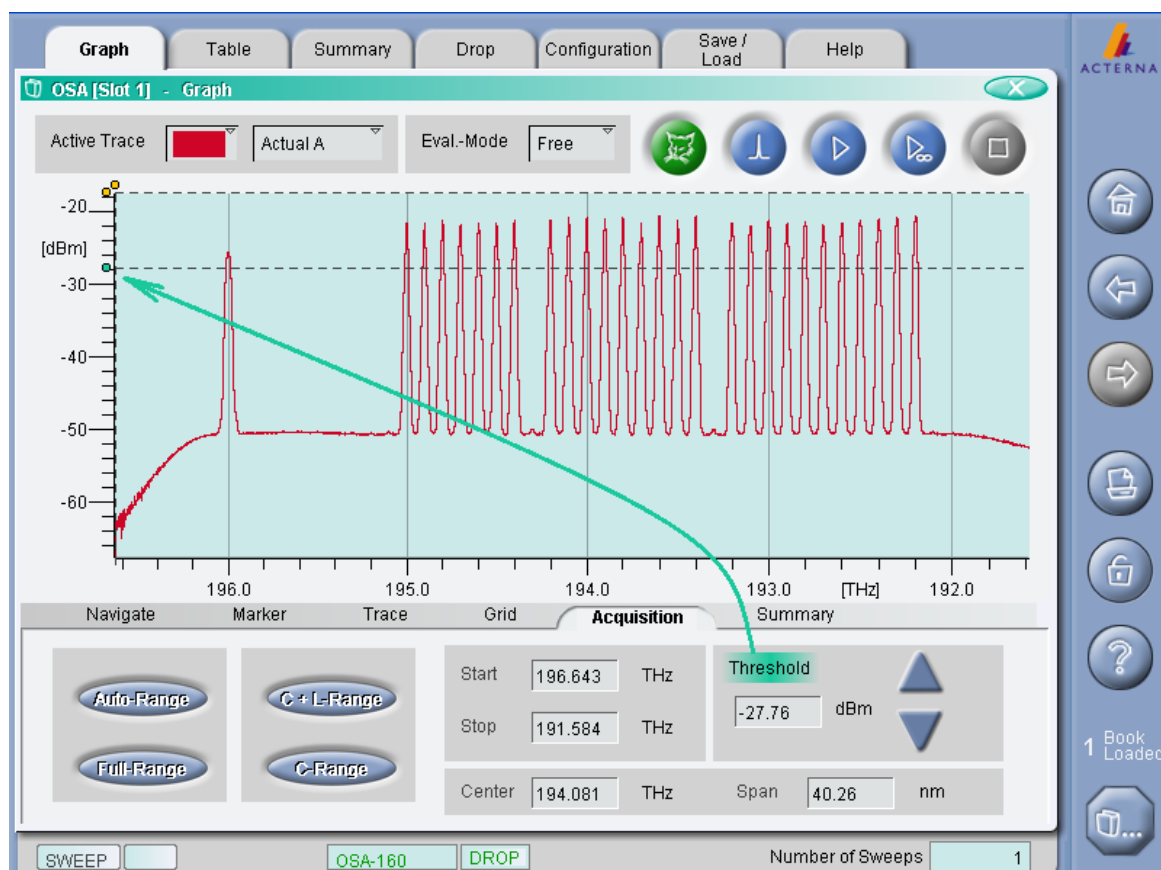 Graph Table Summary Drop Configuration Save / Load Help
ACTERNA
OSA [Slot 1] - Graph
Active Trace Actual A Eval.-Mode Free
-20
[dBm]
-30
-40
-50
-60
196.0 195.0 194.0 193.0 [THz] 192.0
Navigate Marker Trace Grid Acquisition Summary
Auto-Range C + L-Range Start 196.643 THz Threshold
-27.76 dBm
Full-Range C-Range Stop 191.584 THz
Center 194.081 THz Span 40.26 nm
1 Book Loaded
SWEEP OSA-160 DROP Number of Sweeps 1